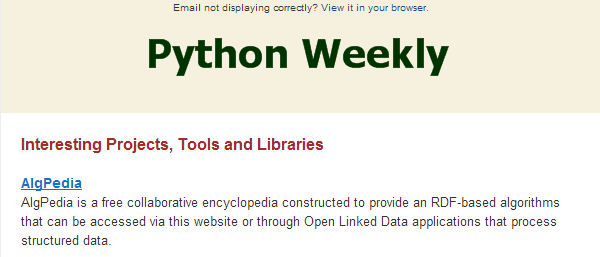 Email not displaying correctly? View it in your browser.
Python Weekly
Interesting Projects, Tools and Libraries
AlgPedia
AlgPedia is a free collaborative encyclopedia constructed to provide an RDF-based algorithms
that can be accessed via this website or through Open Linked Data applications that process
structured data.